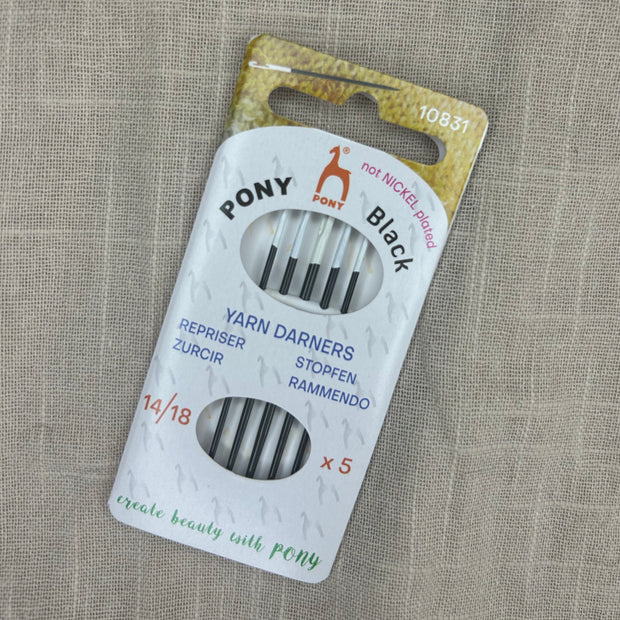 10831
not NICKEL plated
®
PONY
PONY
Black
YARN DARNERS
REPRISER
ZURCIR
STOPFEN
RAMMENDO
14/18
x 5
create beauty with PONY